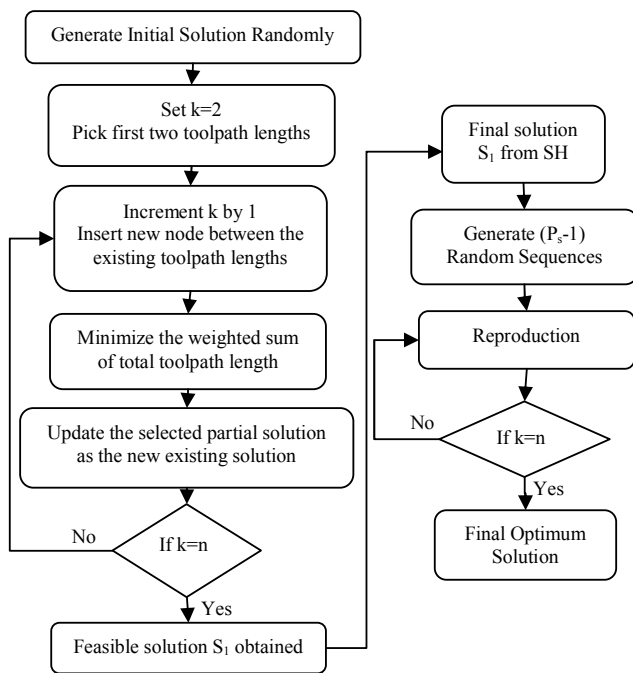 Generate Initial Solution Randomly
Set k=2
Pick first two toolpath lengths
Increment k by 1
Insert new node between the
existing toolpath lengths
Minimize the weighted sum
of total toolpath length
Update the selected partial solution
as the new existing solution
No
If k=n
Yes
Feasible solution S₁ obtained
Final solution
S₁ from SH
Generate (Pₛ-1)
Random Sequences
Reproduction
No
If k=n
Yes
Final Optimum
Solution